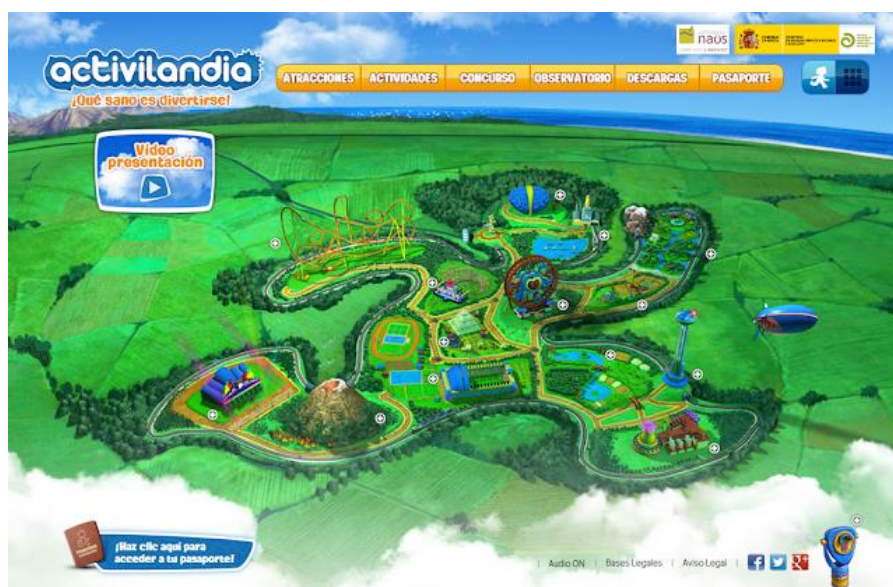 naos
activilandia
¡Qué sano es divertirse!
ATRACCIONES
ACTIVIDADES
CONCURSO
OBSERVATORIO
DESCARGAS
PASAPORTE
Vídeo
presentación
¡Haz clic aquí para
acceder a tu pasaporte!
| Audio ON | Bases Legales | Aviso Legal |